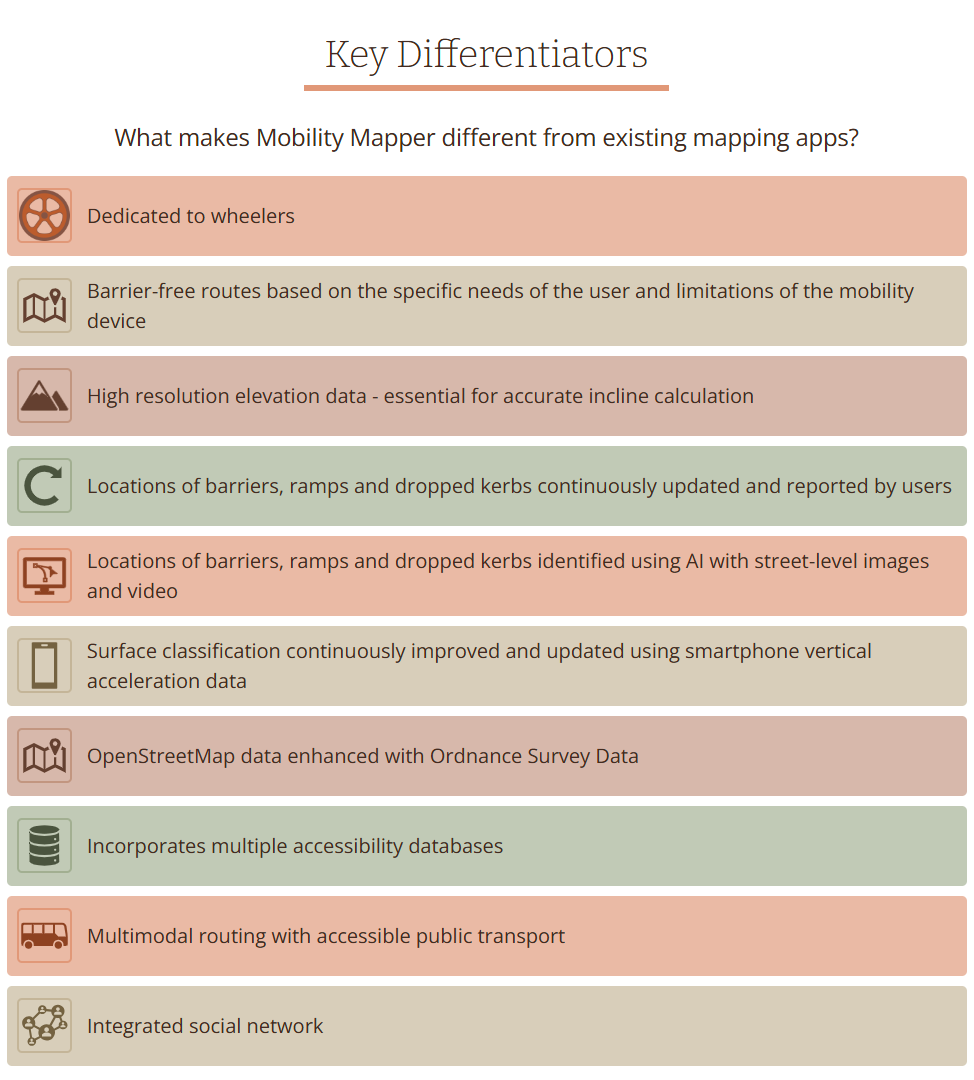 Key Differentiators
What makes Mobility Mapper different from existing mapping apps?
Dedicated to wheelers
Barrier-free routes based on the specific needs of the user and limitations of the mobility
device
High resolution elevation data - essential for accurate incline calculation
Locations of barriers, ramps and dropped kerbs continuously updated and reported by users
Locations of barriers, ramps and dropped kerbs identified using AI with street-level images
and video
Surface classification continuously improved and updated using smartphone vertical
acceleration data
OpenStreetMap data enhanced with Ordnance Survey Data
Incorporates multiple accessibility databases
Multimodal routing with accessible public transport
Integrated social network